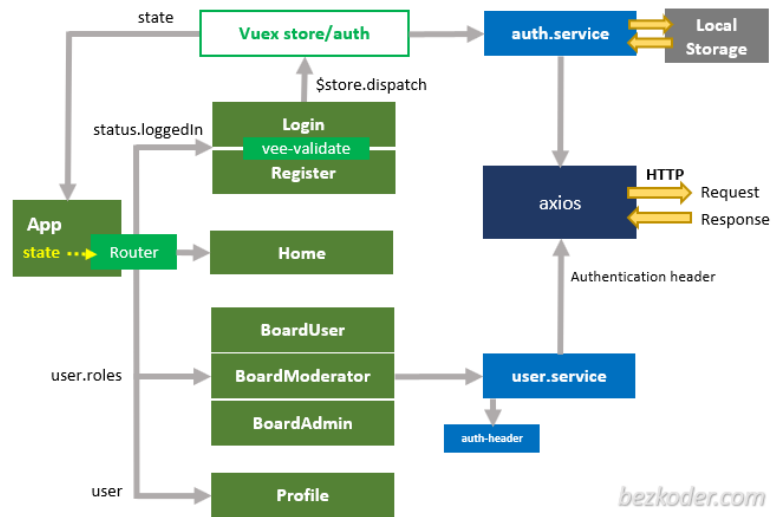 state
Vuex store/auth
auth.service
Local
Storage
$store.dispatch
status.loggedIn
Login
vee-validate
Register
HTTP
axios
Request
Response
App
state
Router
Home
Authentication header
BoardUser
user.roles
BoardModerator
user.service
BoardAdmin
auth-header
user
Profile
bezkoder.com